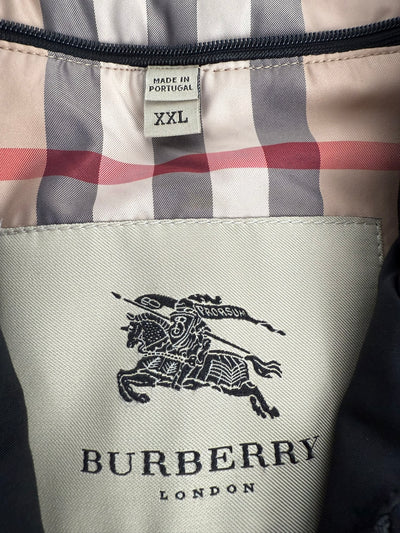 MADE IN
PORTUGAL
XXL
PRORSUM
BURBERRY
LONDON